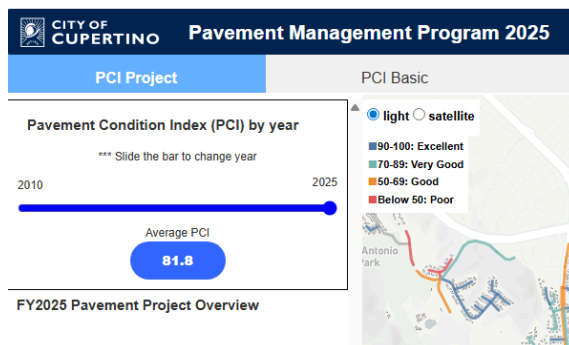 CITY OF
CUPERTINO
Pavement Management Program 2025
PCI Project
PCI Basic
Pavement Condition Index (PCI) by year
*** Slide the bar to change year
2010
2025
Average PCI
81.8
FY2025 Pavement Project Overview
light
satellite
90-100: Excellent
70-89: Very Good
50-69: Good
Below 50: Poor
Antonio
Park